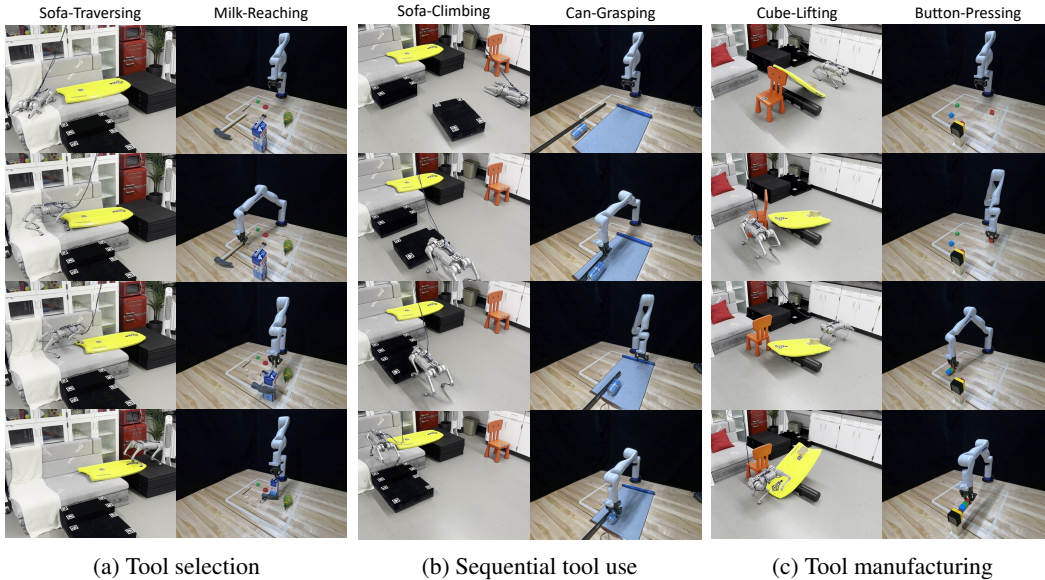 Sofa-Traversing
Milk-Reaching
Sofa-Climbing
Can-Grasping
Cube-Lifting
Button-Pressing
(a) Tool selection
(b) Sequential tool use
(c) Tool manufacturing